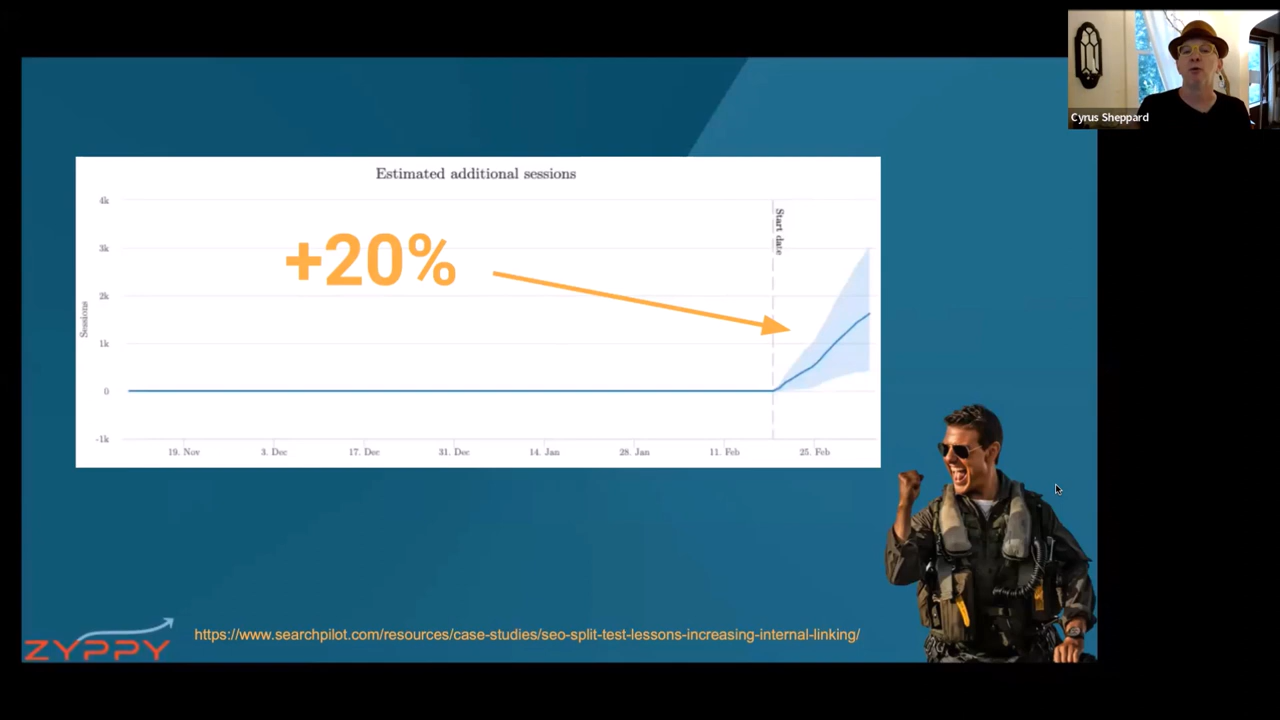 Cyrus Sheppard
Estimated additional sessions
4k
3k
2k
1k
0
-1k
Sessions
+20%
Start date
19. Nov
3. Dec
17. Dec
31. Dec
14. Jan
28. Jan
11. Feb
25. Feb
ZYPPY
https://www.searchpilot.com/resources/case-studies/seo-split-test-lessons-increasing-internal-linking/